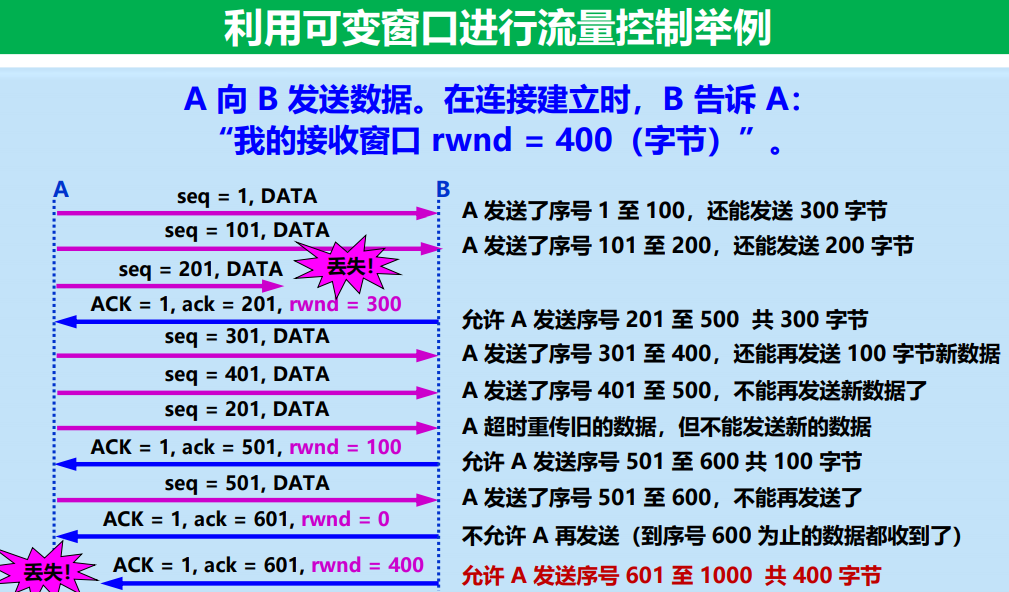 利用可变窗口进行流量控制举例
A 向 B 发送数据。在连接建立时，B 告诉 A：
“我的接收窗口 rwnd = 400（字节）”。
A
B
seq = 1, DATA
A 发送了序号 1 至 100，还能发送 300 字节
seq = 101, DATA
A 发送了序号 101 至 200，还能发送 200 字节
seq = 201, DATA
丢失!
ACK = 1, ack = 201, rwnd = 300
允许 A 发送序号 201 至 500 共 300 字节
seq = 301, DATA
A 发送了序号 301 至 400，还能再发送 100 字节新数据
seq = 401, DATA
A 发送了序号 401 至 500，不能再发送新数据了
seq = 201, DATA
A 超时重传旧的数据，但不能发送新的数据
ACK = 1, ack = 501, rwnd = 100
允许 A 发送序号 501 至 600 共 100 字节
seq = 501, DATA
A 发送了序号 501 至 600，不能再发送了
ACK = 1, ack = 601, rwnd = 0
不允许 A 再发送（到序号 600 为止的数据都收到了）
丢失!
ACK = 1, ack = 601, rwnd = 400
允许 A 发送序号 601 至 1000 共 400 字节